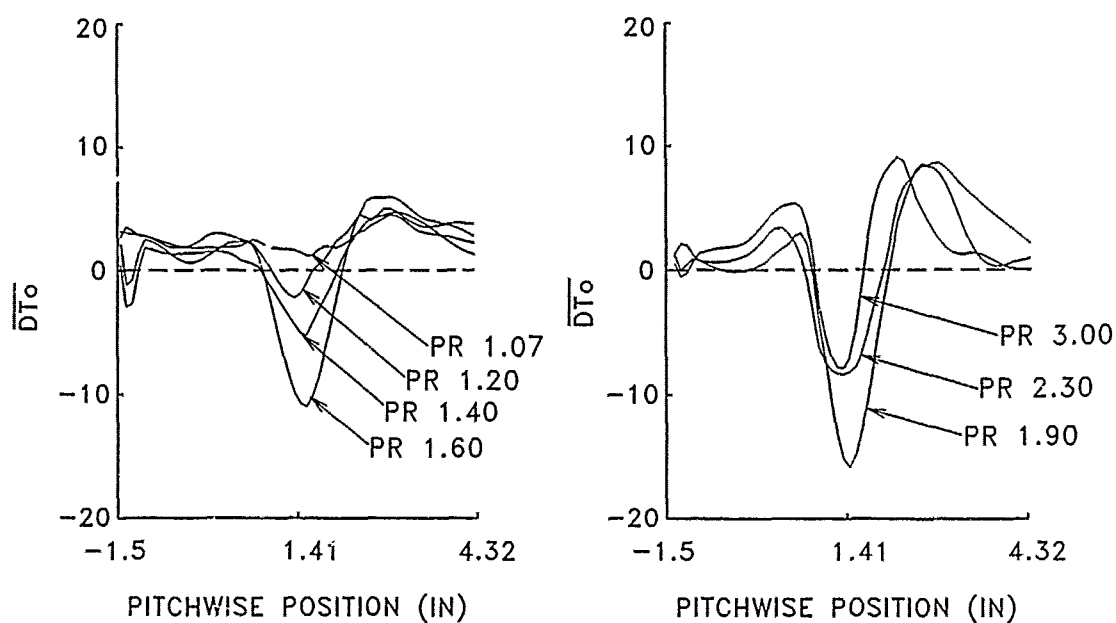 20
10
0
-10
-20
DTo
-1.5
1.41
4.32
PITCHWISE POSITION (IN)
PR 1.07
PR 1.20
PR 1.40
PR 1.60
20
10
0
-10
-20
DTo
-1.5
1.41
4.32
PITCHWISE POSITION (IN)
PR 3.00
PR 2.30
PR 1.90